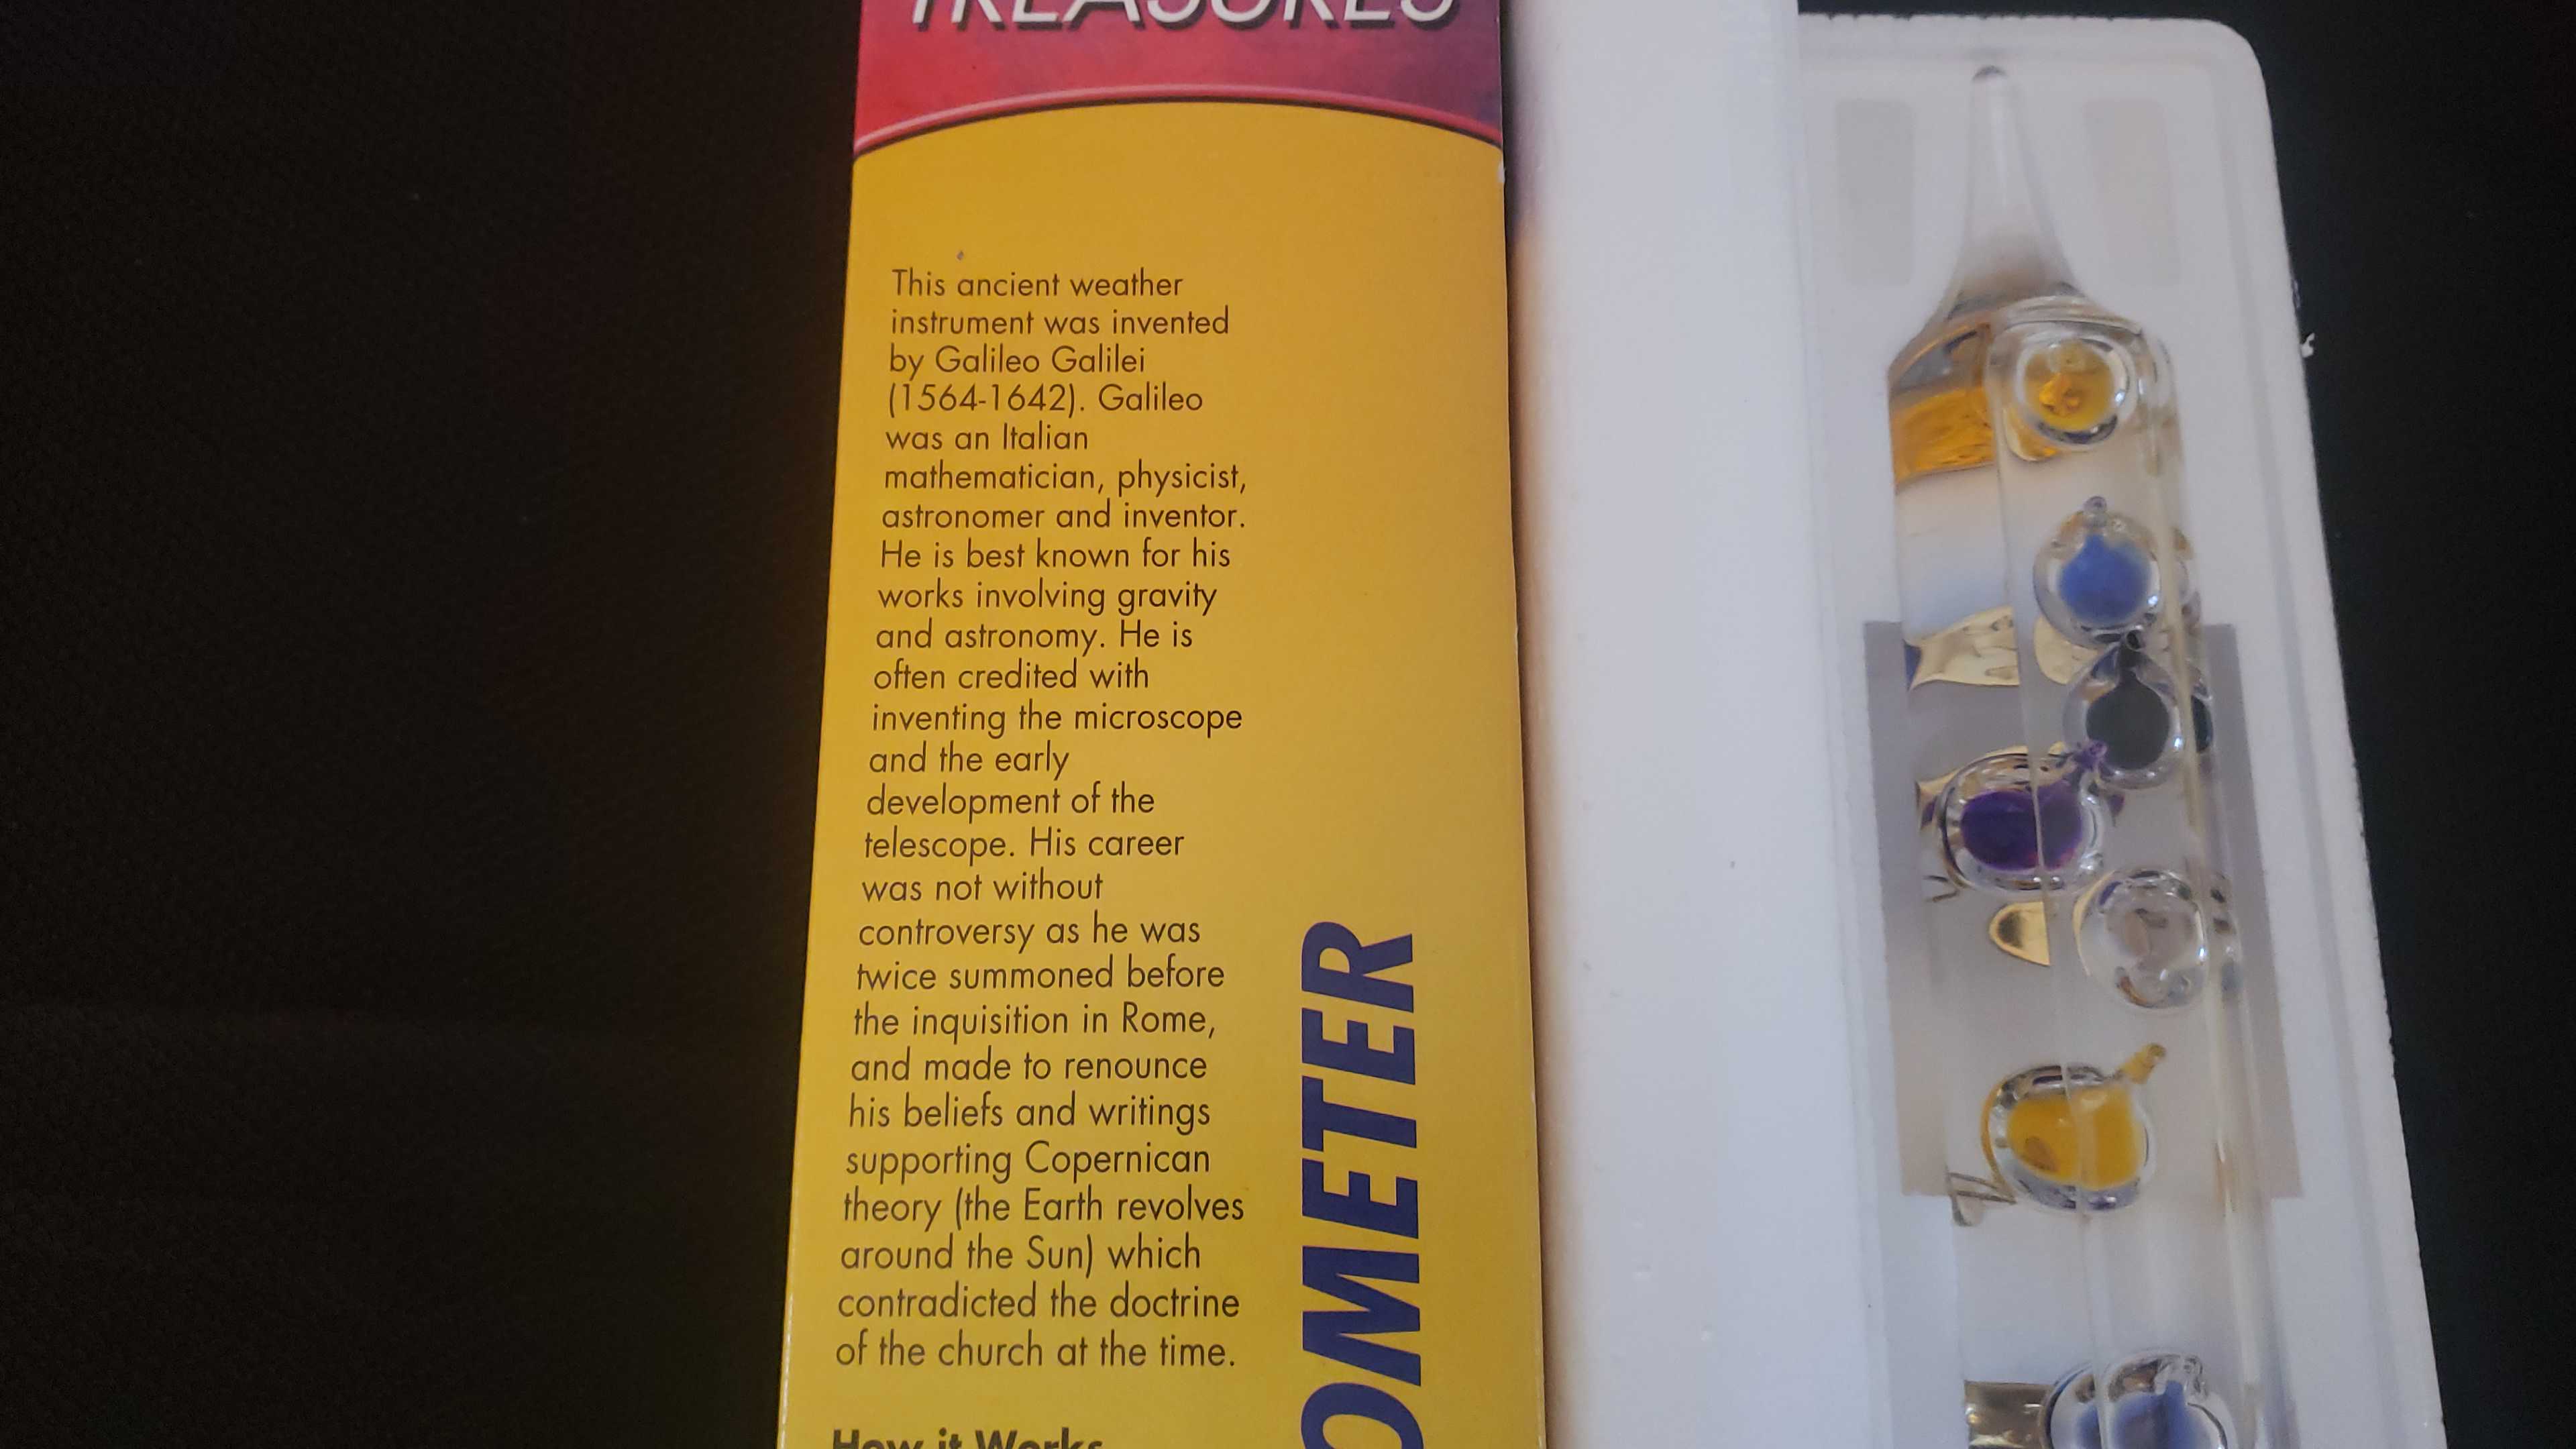 TREASURES
This ancient weather
instrument was invented
by Galileo Galilei
(1564-1642). Galileo
was an Italian
mathematician, physicist,
astronomer and inventor.
He is best known for his
works involving gravity
and astronomy. He is
often credited with
inventing the microscope
and the early
development of the
telescope. His career
was not without
controversy as he was
twice summoned before
the inquisition in Rome,
and made to renounce
his beliefs and writings
supporting Copernican
theory (the Earth revolves
around the Sun) which
contradicted the doctrine
of the church at the time.
How it Works
OMETER